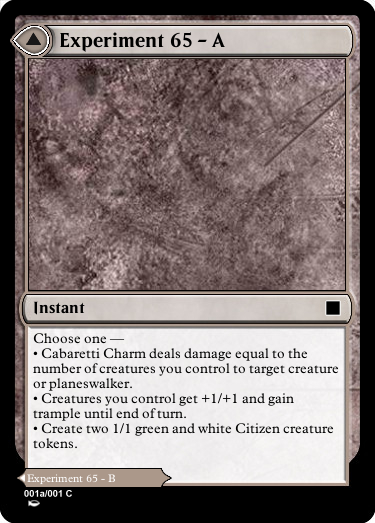 Experiment 65 – A
Instant
Choose one —
• Cabaretti Charm deals damage equal to the
number of creatures you control to target creature
or planeswalker.
• Creatures you control get +1/+1 and gain
trample until end of turn.
• Create two 1/1 green and white Citizen creature
tokens.
Experiment 65 - B
001a/001 C